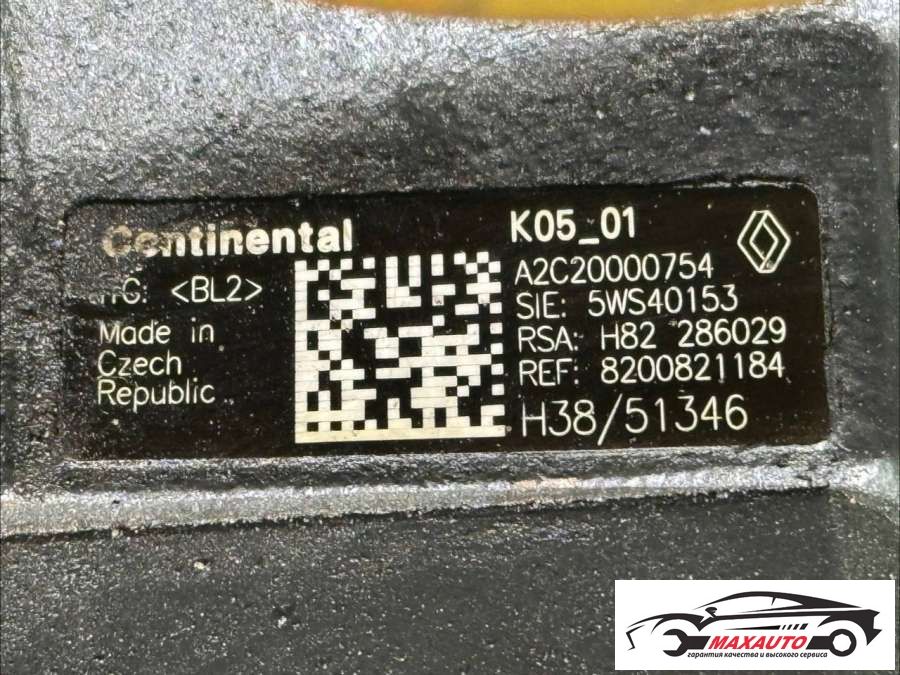 Continental
<BL2>
Made in
Czech
Republic
K05_01
A2C20000754
SIE: 5WS40153
RSA: H82 286029
REF: 8200821184
H38/51346
MAXAUTO
гарантия качества и высокого сервиса